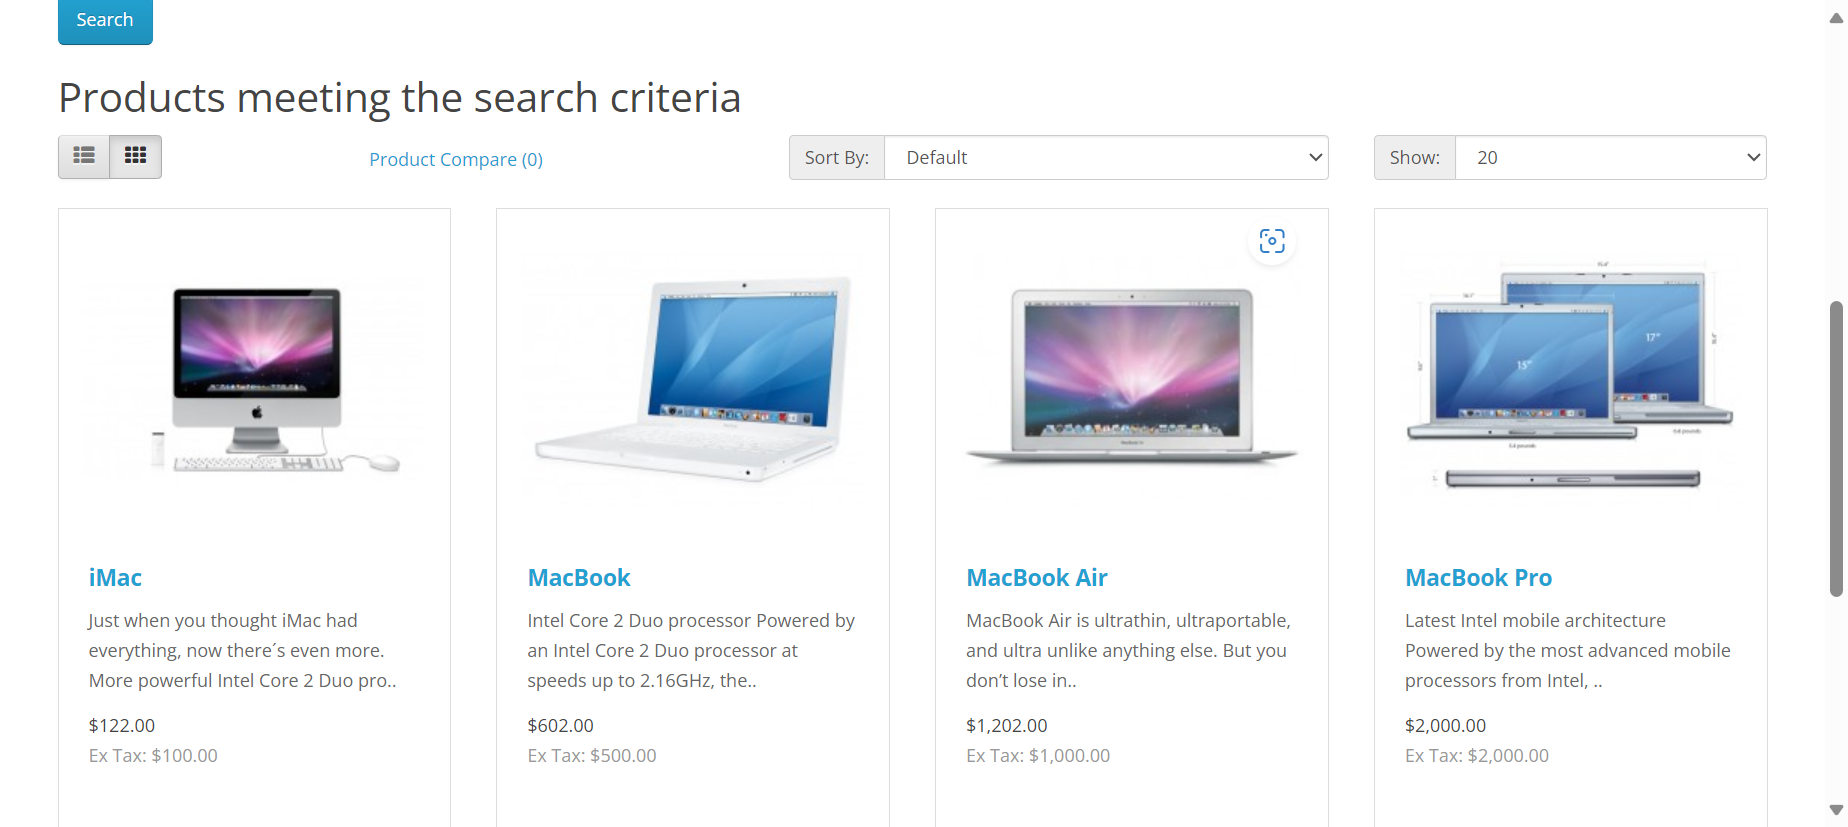 Search
Products meeting the search criteria
Product Compare (0)
Sort By: Default
Show: 20
15"
17"
iMac
Just when you thought iMac had
everything, now there´s even more.
More powerful Intel Core 2 Duo pro..
$122.00
Ex Tax: $100.00
MacBook
Intel Core 2 Duo processor Powered by
an Intel Core 2 Duo processor at
speeds up to 2.16GHz, the..
$602.00
Ex Tax: $500.00
MacBook Air
MacBook Air is ultrathin, ultraportable,
and ultra unlike anything else. But you
don’t lose in..
$1,202.00
Ex Tax: $1,000.00
MacBook Pro
Latest Intel mobile architecture
Powered by the most advanced mobile
processors from Intel, ..
$2,000.00
Ex Tax: $2,000.00